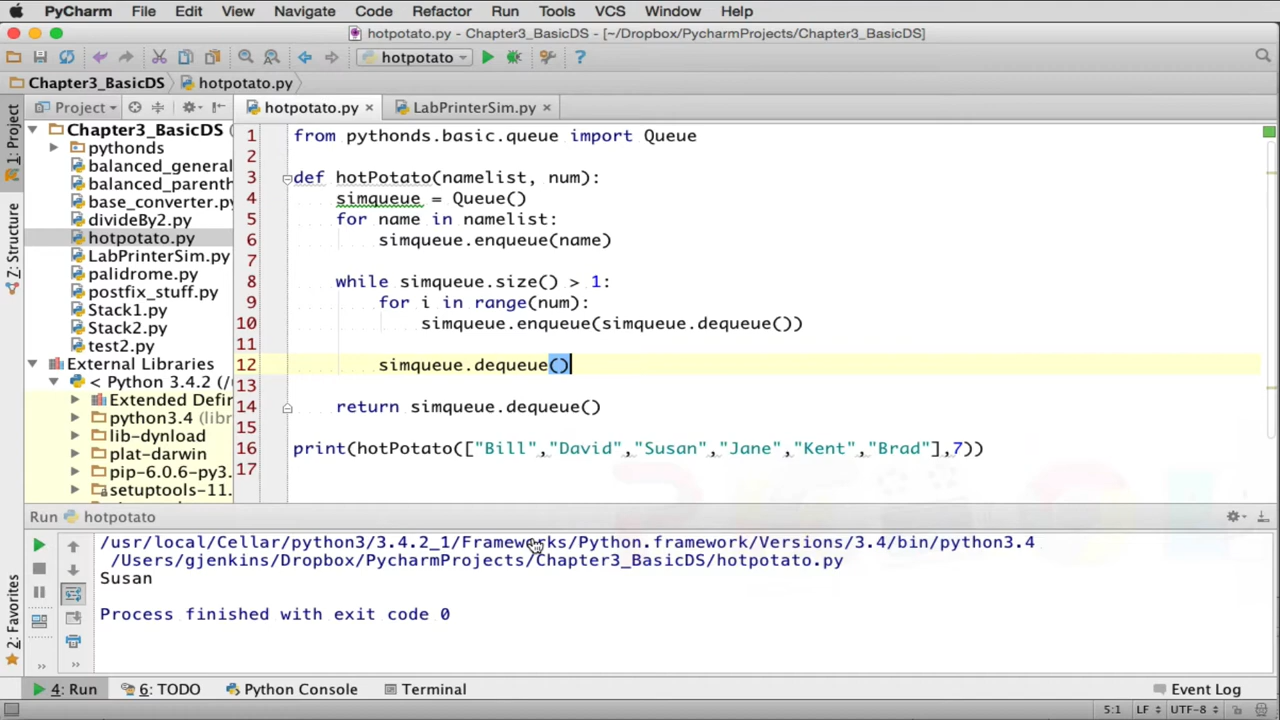 PyCharm File Edit View Navigate Code Refactor Run Tools VCS Window Help
hotpotato.py - Chapter3_BasicDS - [~/Dropbox/PycharmProjects/Chapter3_BasicDS]
hotpotato
Chapter3_BasicDS hotpotato.py
1: Project
7: Structure
2: Favorites
Project
hotpotato.py LabPrinterSim.py
Chapter3_BasicDS (
pythonds
balanced_general
balanced_parenth
base_converter.py
divideBy2.py
hotpotato.py
LabPrinterSim.py
palidrome.py
postfix_stuff.py
Stack1.py
Stack2.py
test2.py
External Libraries
< Python 3.4.2 (/u
Extended Defir
python3.4 (libr
lib-dynload
plat-darwin
pip-6.0.6-py3.
setuptools-11.
1 from pythonds.basic.queue import Queue
2
3 def hotPotato(namelist, num):
4 simqueue = Queue()
5 for name in namelist:
6 simqueue.enqueue(name)
7
8 while simqueue.size() > 1:
9 for i in range(num):
10 simqueue.enqueue(simqueue.dequeue())
11
12 simqueue.dequeue()
13
14 return simqueue.dequeue()
15
16 print(hotPotato(["Bill","David","Susan","Jane","Kent","Brad"],7))
17
Run hotpotato
/usr/local/Cellar/python3/3.4.2_1/Frameworks/Python.framework/Versions/3.4/bin/python3.4
/Users/gjenkins/Dropbox/PycharmProjects/Chapter3_BasicDS/hotpotato.py
Susan
Process finished with exit code 0
4: Run 6: TODO Python Console Terminal Event Log
5:1 LF UTF-8